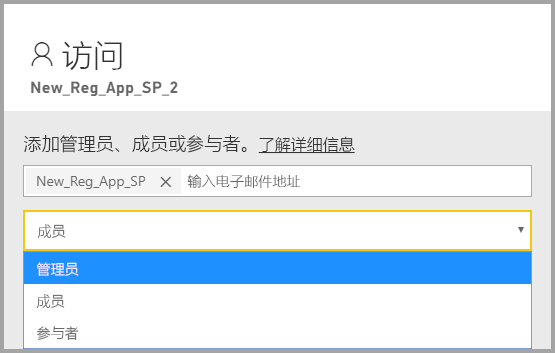 访问
New_Reg_App_SP_2
添加管理员、成员或参与者。了解详细信息
New_Reg_App_SP × 输入电子邮件地址
成员
管理员
成员
参与者